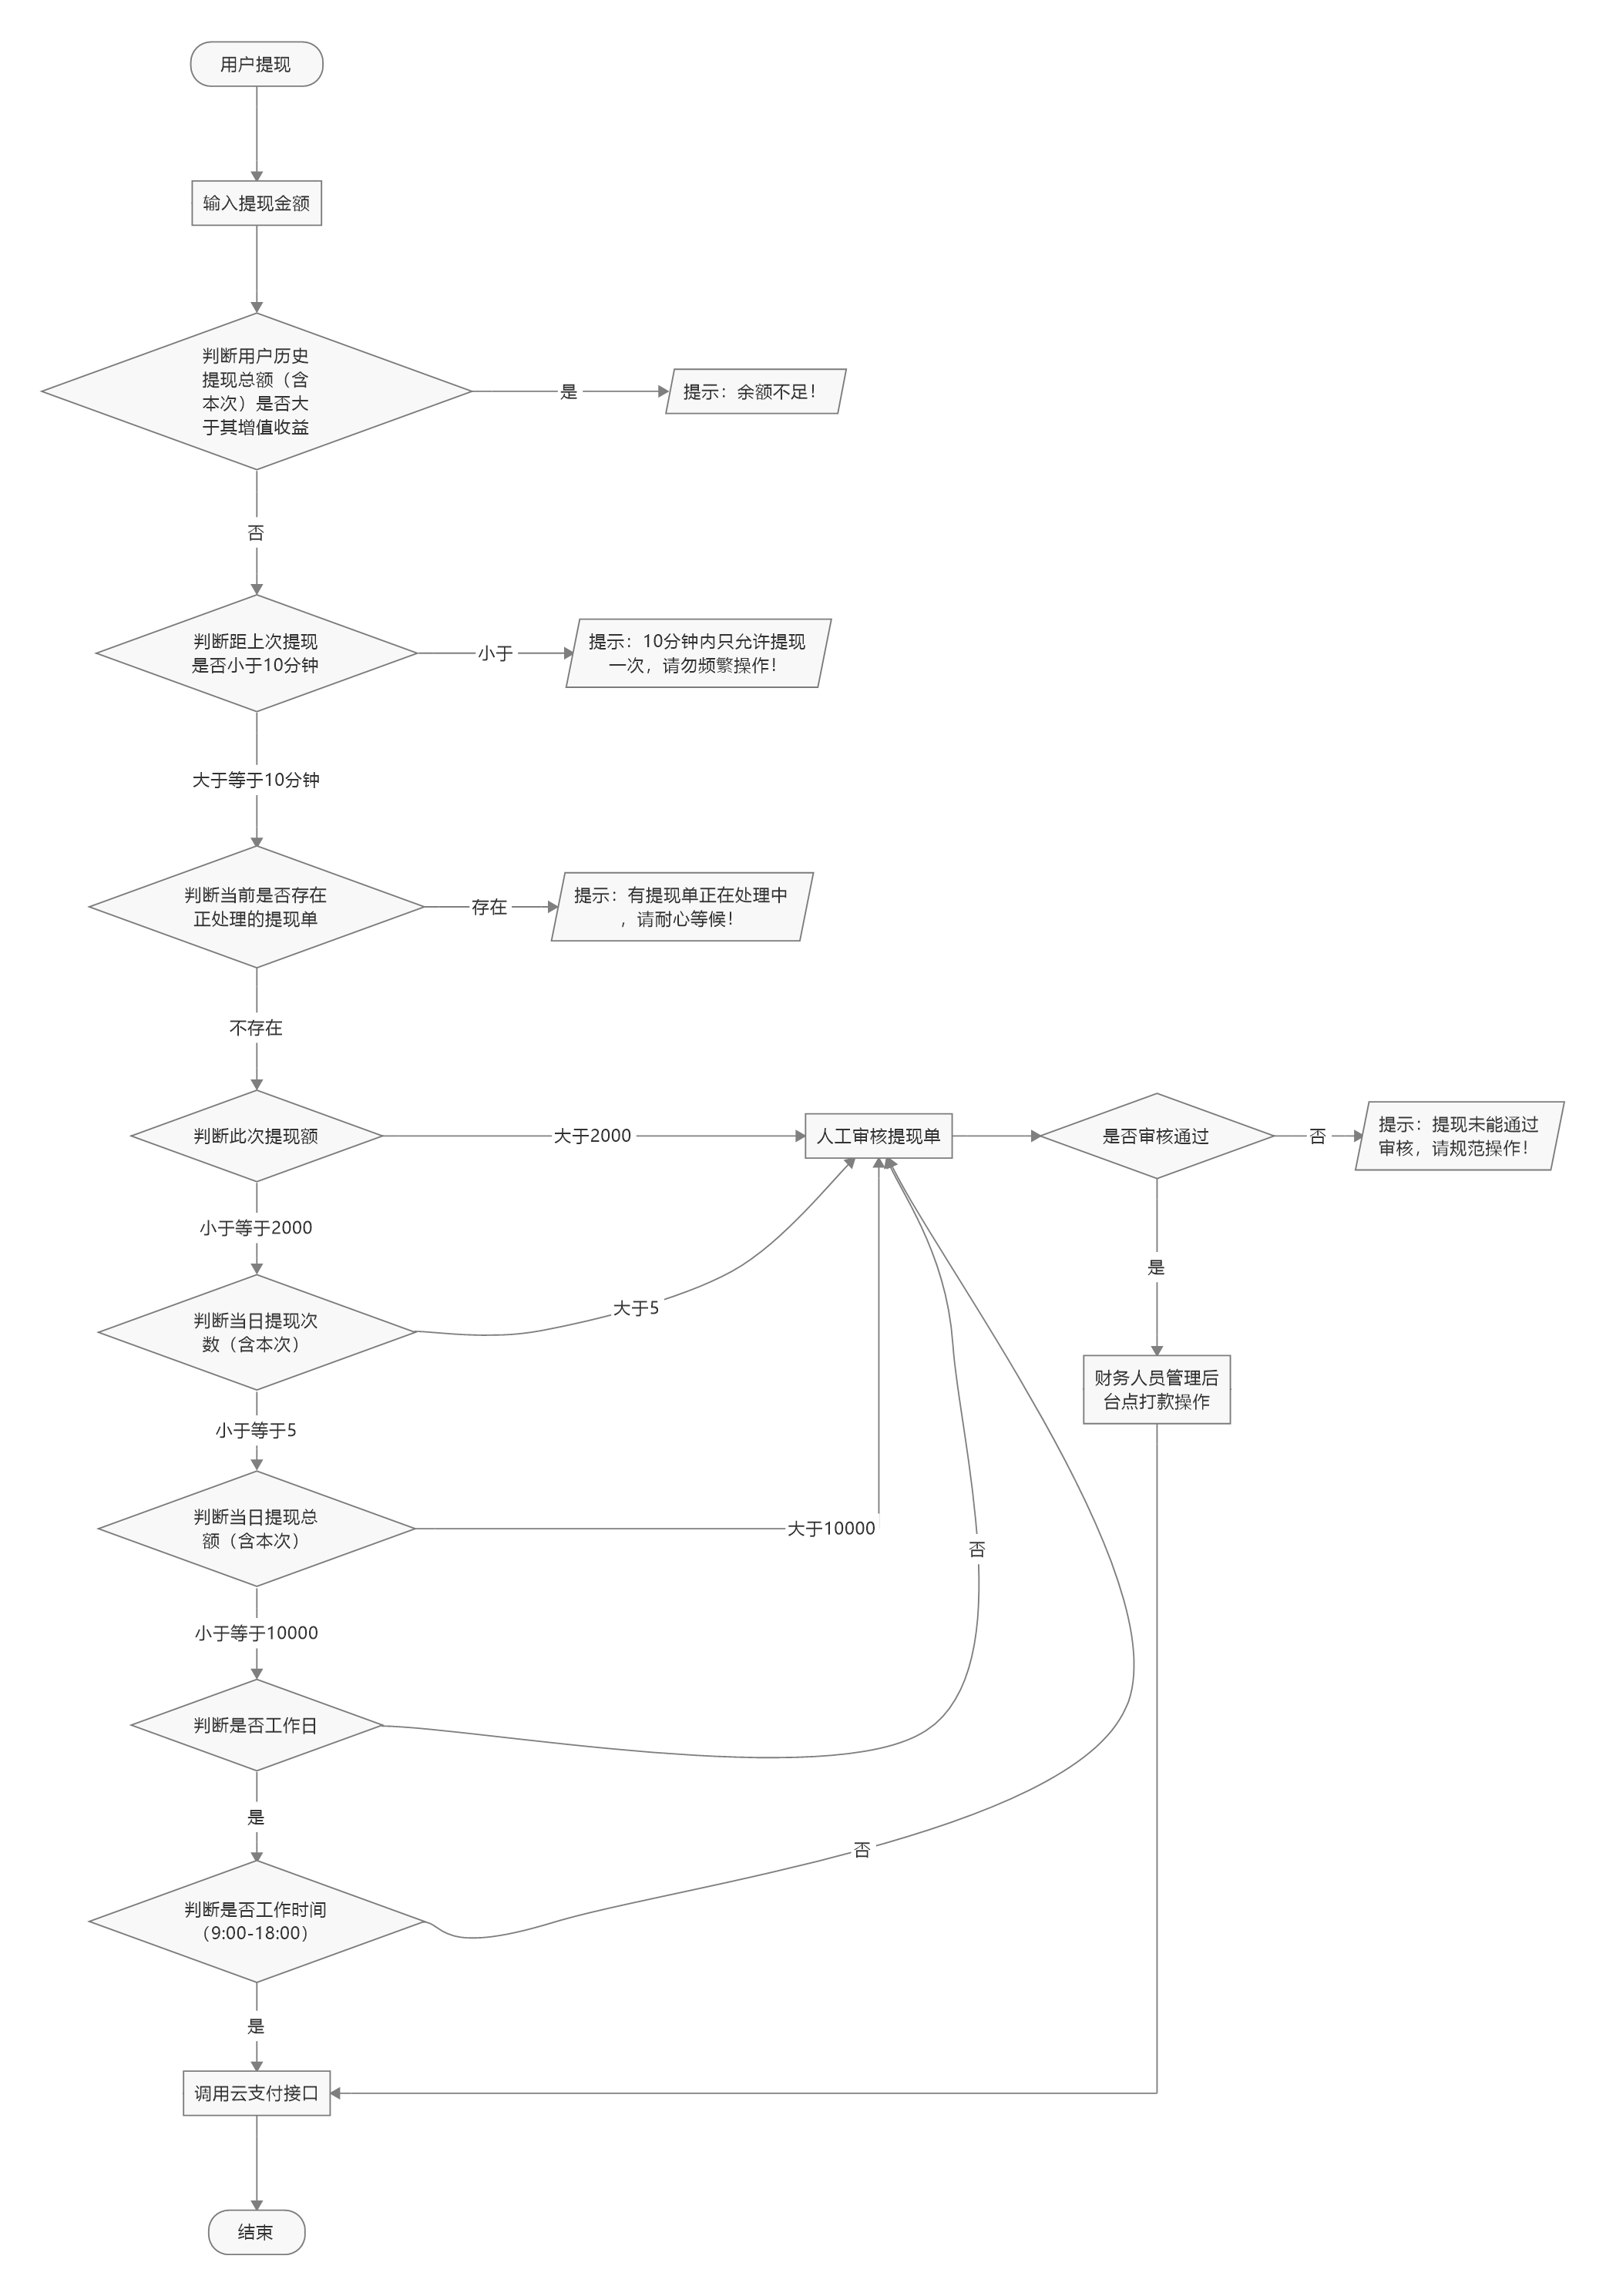 用户提现
输入提现金额
判断用户历史
提现总额（含
本次）是否大
于其增值收益
是
提示：余额不足！
否
判断距上次提现
是否小于10分钟
小于
提示：10分钟内只允许提现
一次，请勿频繁操作！
大于等于10分钟
判断当前是否存在
正处理的提现单
存在
提示：有提现单正在处理中
，请耐心等候！
不存在
判断此次提现额
大于2000
人工审核提现单
是否审核通过
否
提示：提现未能通过
审核，请规范操作！
小于等于2000
是
判断当日提现次
数（含本次）
大于5
财务人员管理后
台点打款操作
小于等于5
判断当日提现总
额（含本次）
大于10000
否
小于等于10000
判断是否工作日
是
否
判断是否工作时间
（9:00-18:00）
是
调用云支付接口
结束